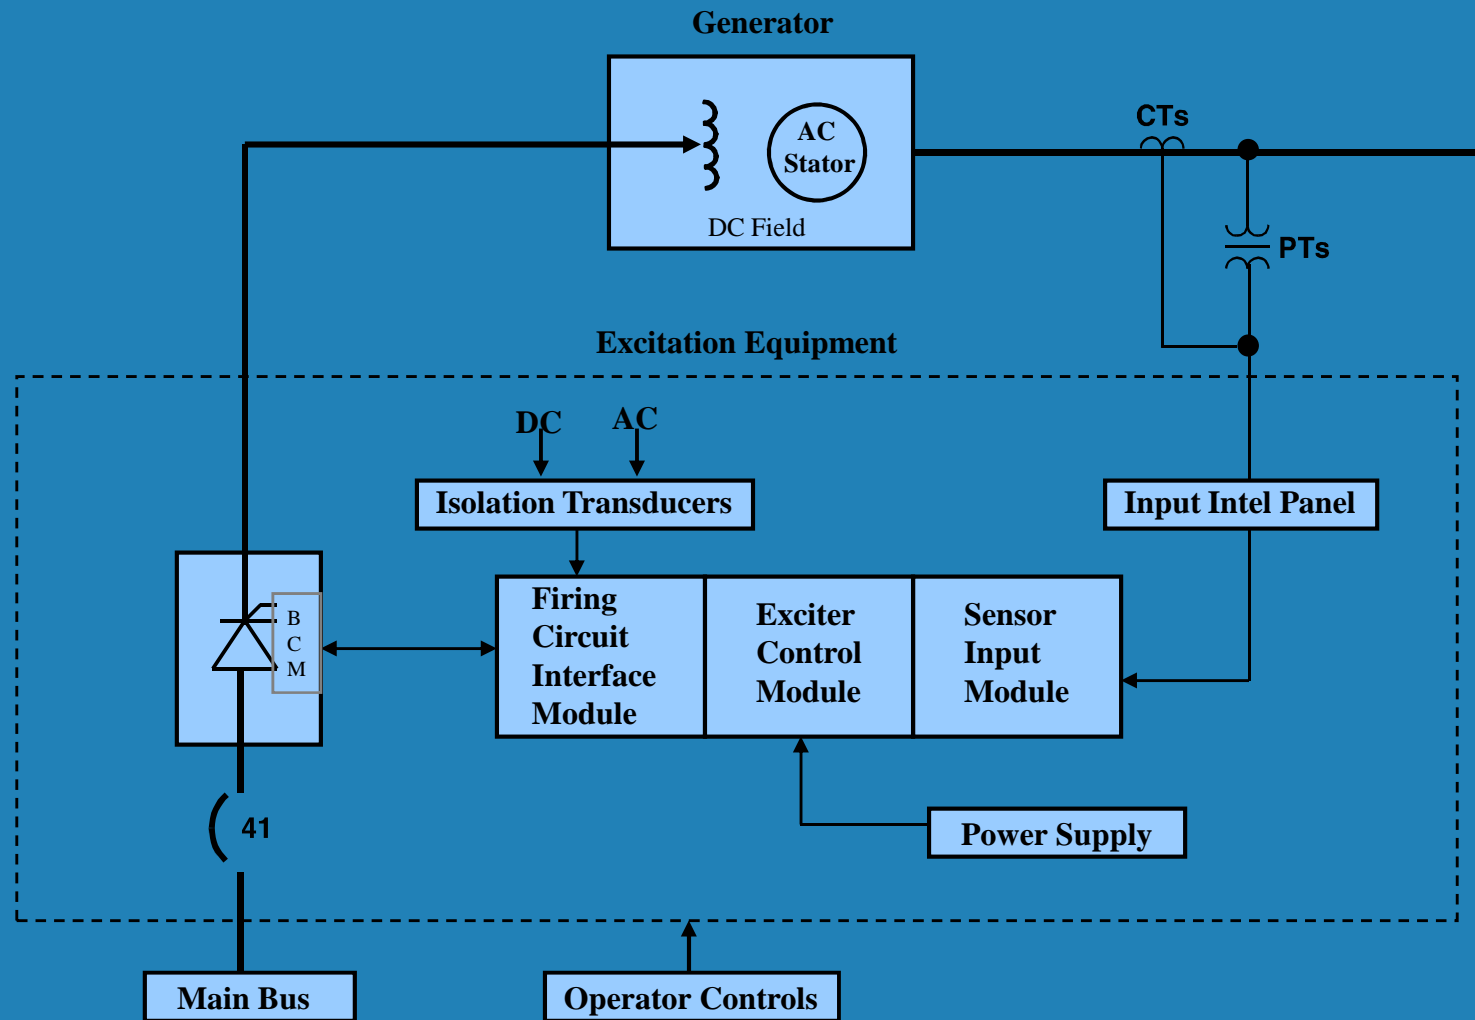 Generator
CTs
AC
Stator
DC Field
PTs
Excitation Equipment
DC
AC
Isolation Transducers
Input Intel Panel
B
C
M
Firing
Circuit
Interface
Module
Exciter
Control
Module
Sensor
Input
Module
41
Power Supply
Main Bus
Operator Controls